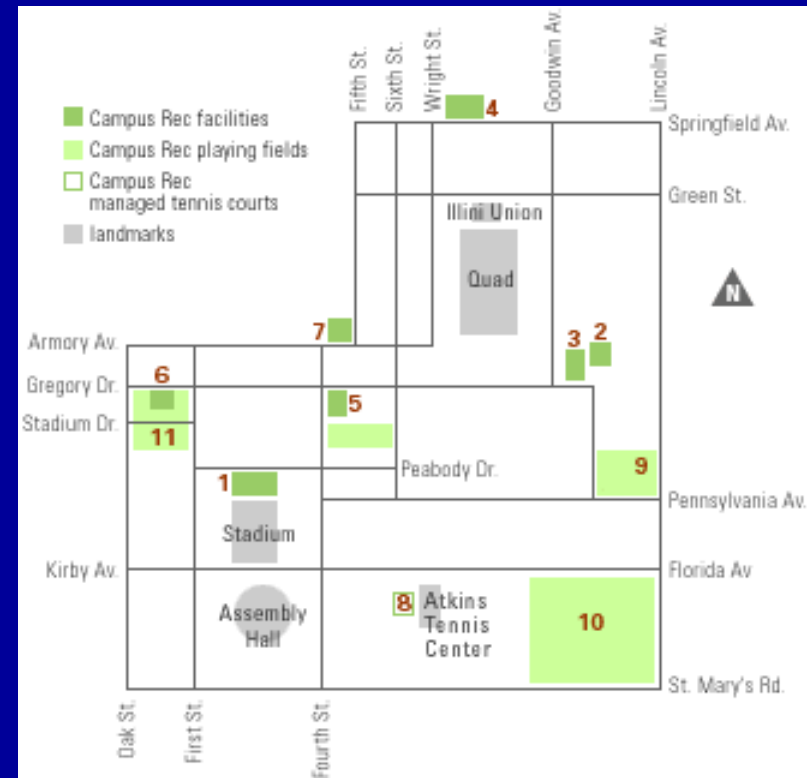 Fifth St.
Sixth St.
Wright St.
Goodwin Av.
Lincoln Av.
4
Springfield Av.
Campus Rec facilities
Campus Rec playing fields
Campus Rec
managed tennis courts
landmarks
Green St.
Illini Union
Quad
N
7
Armory Av.
3
2
6
Gregory Dr.
5
Stadium Dr.
11
9
Peabody Dr.
1
Pennsylvania Av.
Stadium
Kirby Av.
Florida Av
8
Atkins
Tennis
Center
Assembly
Hall
10
St. Mary's Rd.
Oak St.
First St.
Fourth St.